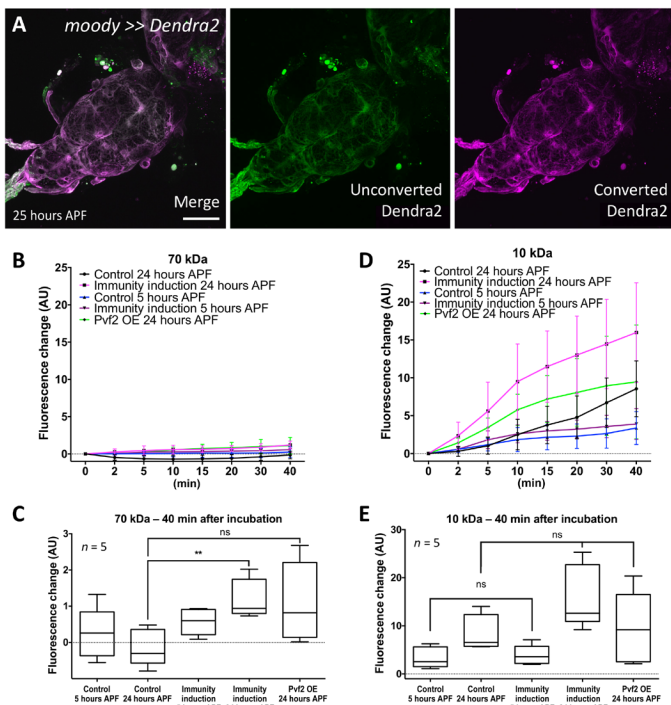 A
moody >> Dendra2
Merge
25 hours APF
Unconverted
Dendra2
Converted
Dendra2
B
70 kDa
Fluorescence change (AU)
25
20
15
10
5
0
Control 24 hours APF
Immunity induction 24 hours APF
Control 5 hours APF
Immunity induction 5 hours APF
Pvf2 OE 24 hours APF
0 2 5 10 15 20 30 40
(min)
D
10 kDa
Fluorescence change (AU)
25
20
15
10
5
0
Control 24 hours APF
Immunity induction 24 hours APF
Control 5 hours APF
Immunity induction 5 hours APF
Pvf2 OE 24 hours APF
0 2 5 10 15 20 30 40
(min)
C
70 kDa – 40 min after incubation
Fluorescence change (AU)
3
2
1
0
n = 5
ns
**
Control
5 hours APF
Control
24 hours APF
Immunity
induction
Immunity
induction
Pvf2 OE
24 hours APF
E
10 kDa – 40 min after incubation
Fluorescence change (AU)
30
20
10
0
n = 5
ns
ns
Control
5 hours APF
Control
24 hours APF
Immunity
induction
Immunity
induction
Pvf2 OE
24 hours APF